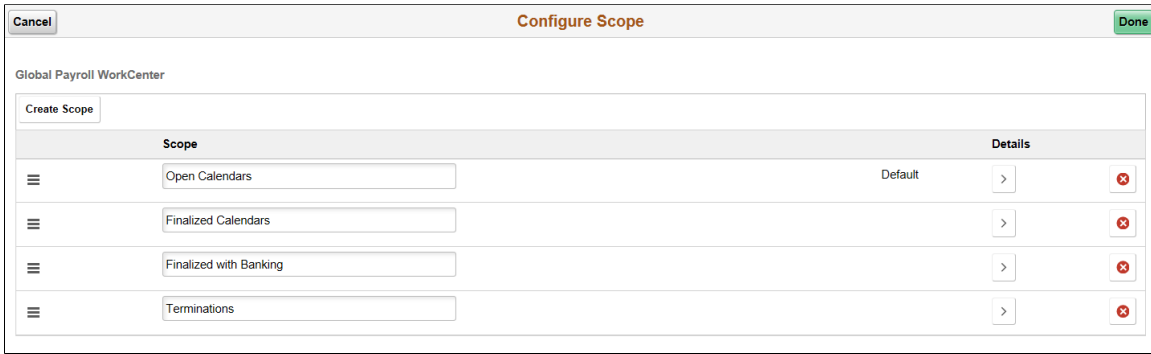 Cancel Configure Scope Done
Global Payroll WorkCenter
Create Scope
Scope Details
Open Calendars Default
Finalized Calendars
Finalized with Banking
Terminations